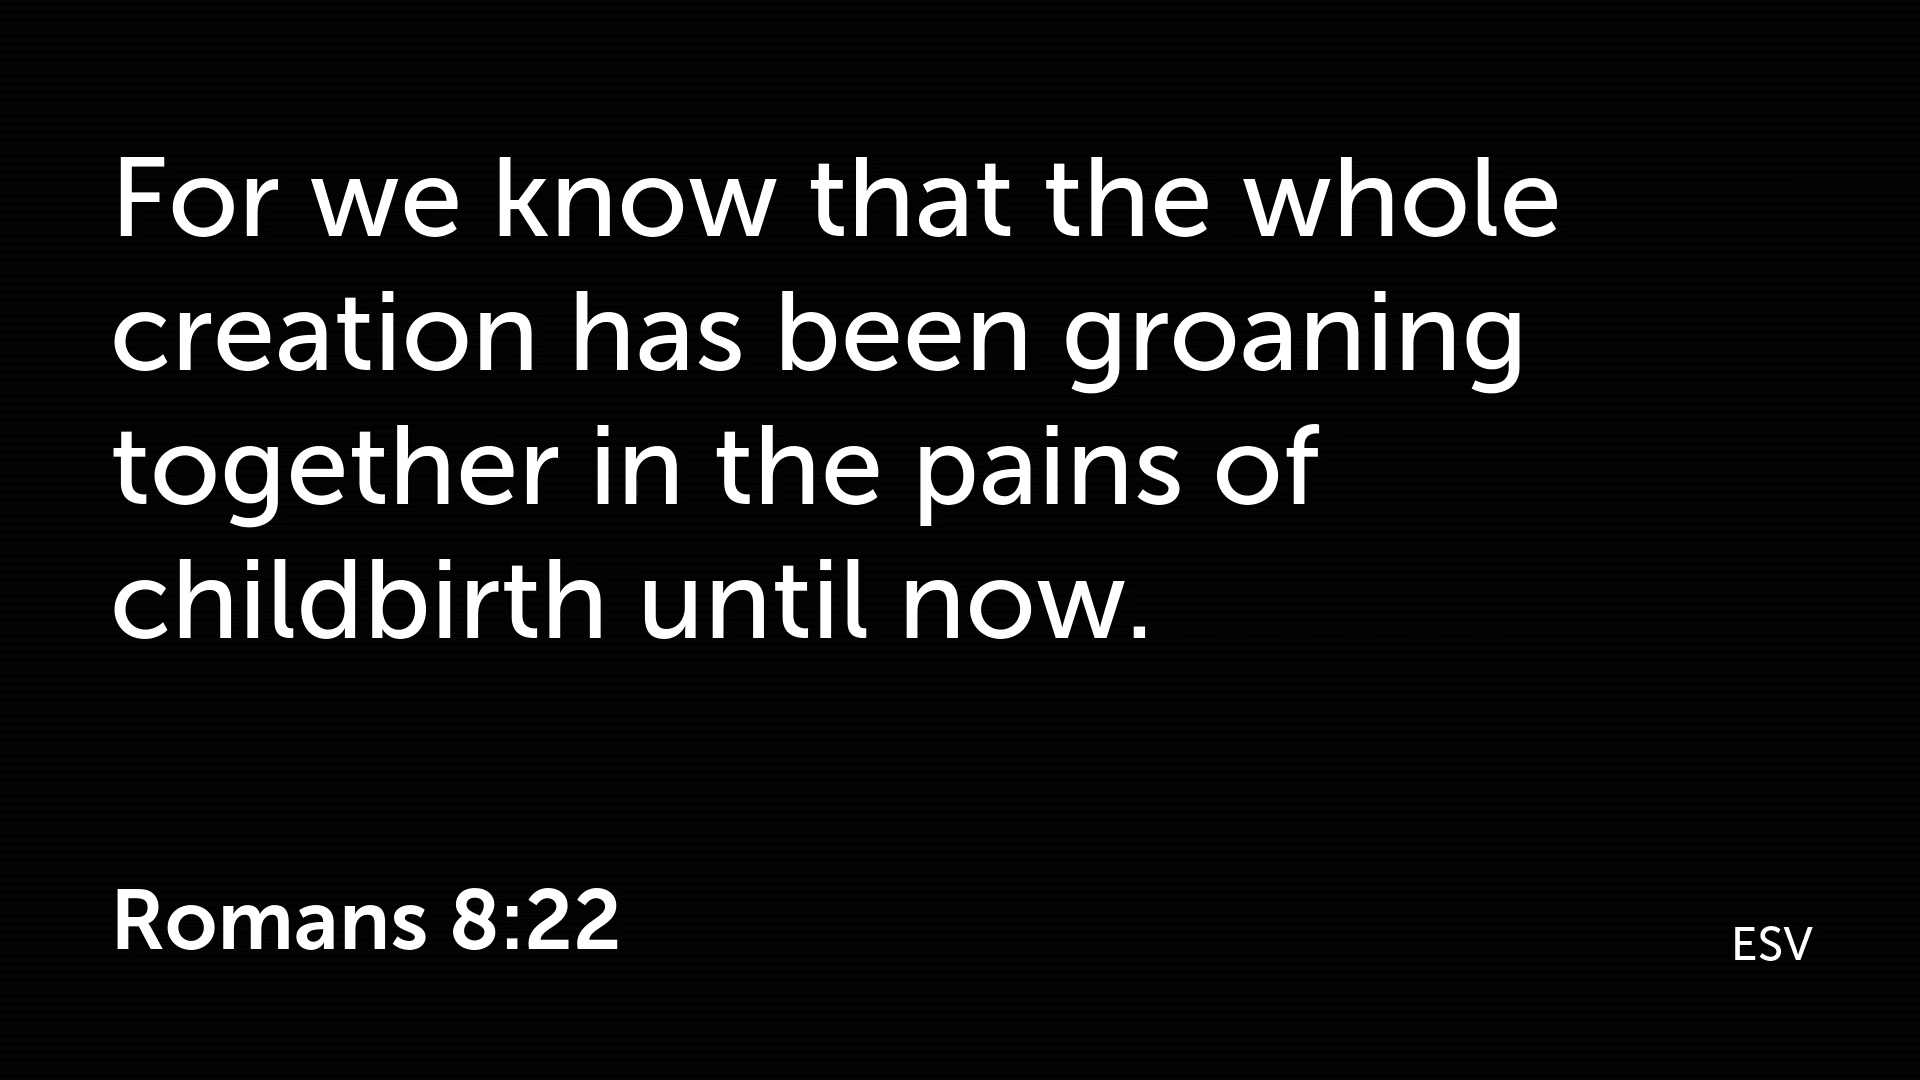 For we know that the whole
creation has been groaning
together in the pains of
childbirth until now.
Romans 8:22
ESV